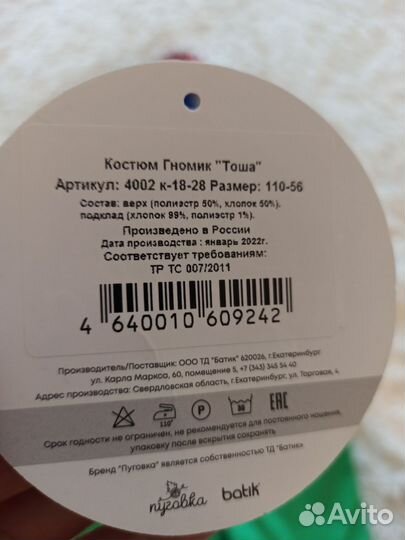 Костюм Гномик "Тоша"
Артикул: 4002 к-18-28 Размер: 110-56
Состав: верх (полиэстр 50%, хлопок 50%).
подклад (хлопок 99%, полиэстр 1%).
Произведено в России
Дата производства : январь 2022г.
Соответствует требованиям:
ТР ТС 007/2011
4 640010 609242
Производитель/Поставщик: ООО ТД "Батик" 620026, г.Екатеринбург
ул. Карла Маркса, 60, помещение 5, +7 (343) 345 54 40
Адрес производства: Свердловская область, г.Екатеринбург, ул. Торговая, 4,
110°
P
30
EAC
Срок годности не ограничен, не рекомендуется для постоянного ношения,
упаковку после вскрытия сохранять
Бренд "Пуговка" является собственностью ТД "Батик"
пуговка batik
Avito